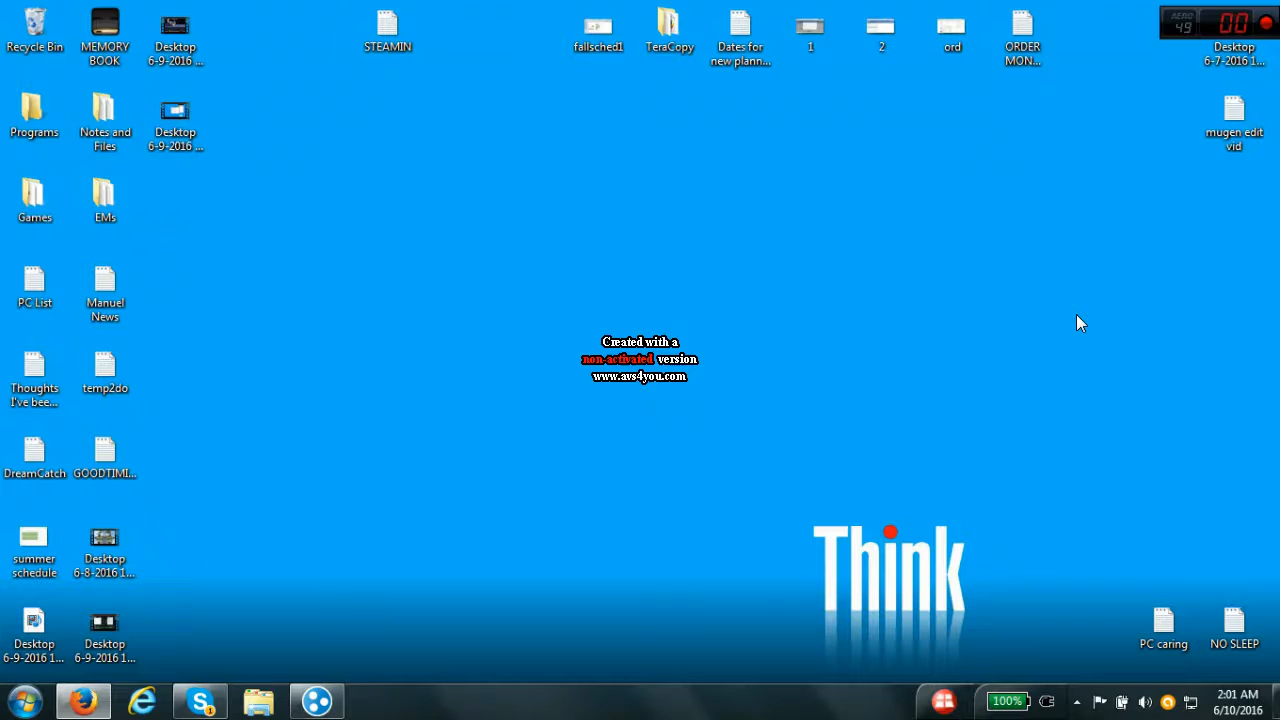 Recycle Bin
MEMORY
BOOK
Desktop
6-9-2016 ...
STEAMIN
fallsched1
TeraCopy
Dates for
new plann...
1
2
ord
ORDER
MON...
AERO
49
00
Desktop
6-7-2016 1...
Programs
Notes and
Files
Desktop
6-9-2016 ...
mugen edit
vid
Games
EMs
PC List
Manuel
News
Created with a
non-activated version
www.avs4you.com
Thoughts
I've bee...
temp2do
DreamCatch
GOODTIMI...
summer
schedule
Desktop
6-8-2016 1...
Think
Desktop
6-9-2016 1...
Desktop
6-9-2016 1...
PC caring
NO SLEEP
100%
2:01 AM
6/10/2016